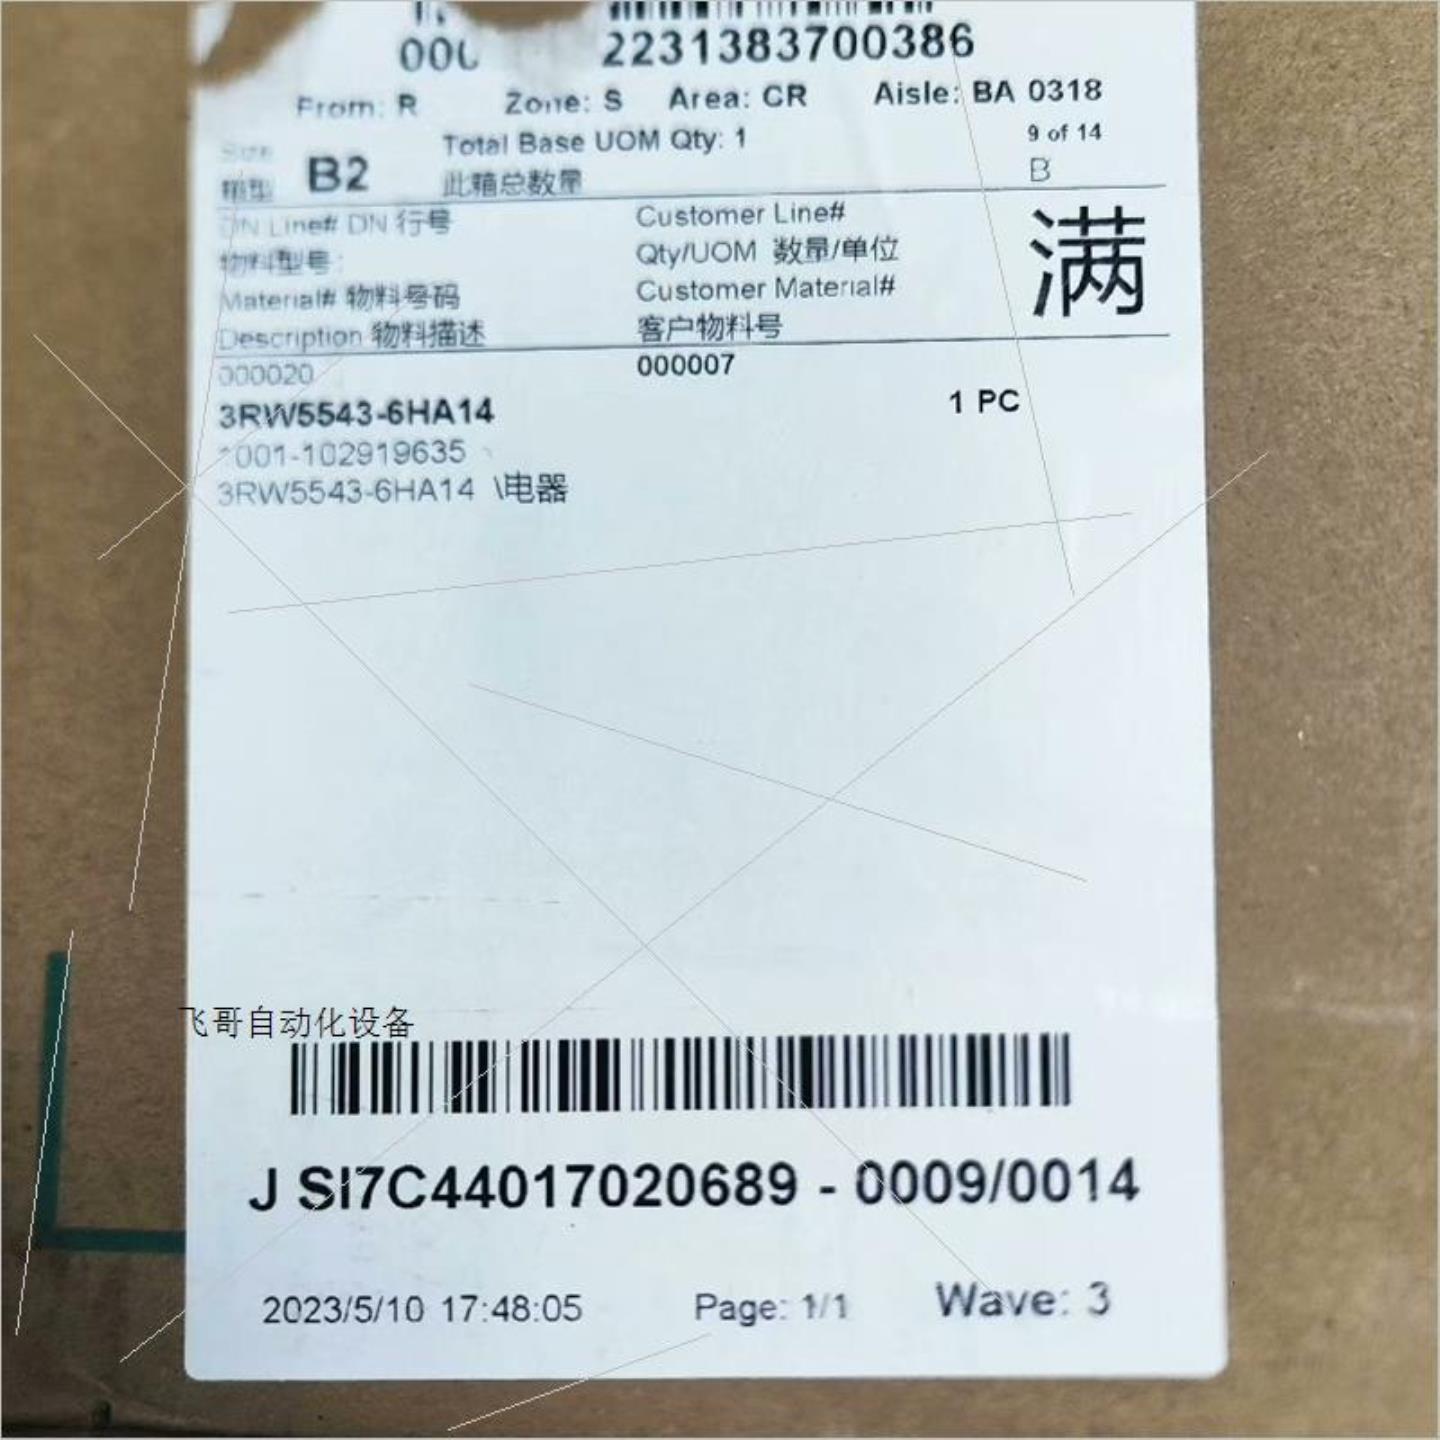 000 2231383700386
From: R Zone: S Area: CR Aisle: BA 0318
Size Total Base UOM Qty: 1 9 of 14
箱型 B2 此箱总数量 B
DN Line# DN 行号 Customer Line#
物料型号: Qty/UOM 数量/单位
满
Material# 物料号码 Customer Material#
Description 物料描述 客户物料号
000020 000007
3RW5543-6HA14 1 PC
1001-102919635
3RW5543-6HA14 \电器
飞哥自动化设备
J SI7C44017020689 - 0009/0014
2023/5/10 17:48:05 Page: 1/1 Wave: 3